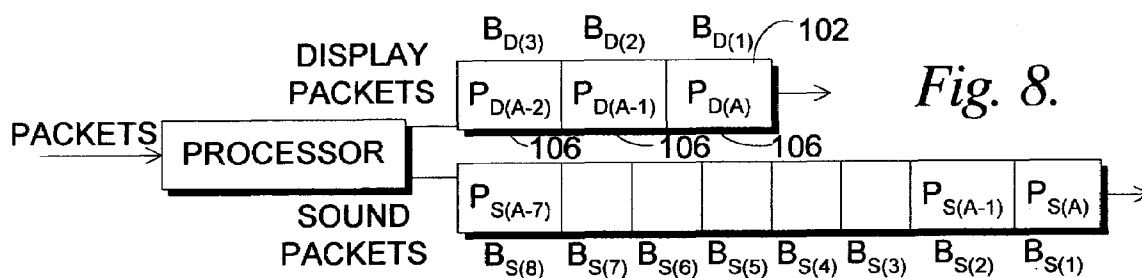 B_D(3) B_D(2) B_D(1) 102
DISPLAY PACKETS
P_D(A-2) P_D(A-1) P_D(A)
Fig. 8.
PACKETS
PROCESSOR
106 106 106
SOUND PACKETS
P_S(A-7) P_S(A-1) P_S(A)
B_S(8) B_S(7) B_S(6) B_S(5) B_S(4) B_S(3) B_S(2) B_S(1)